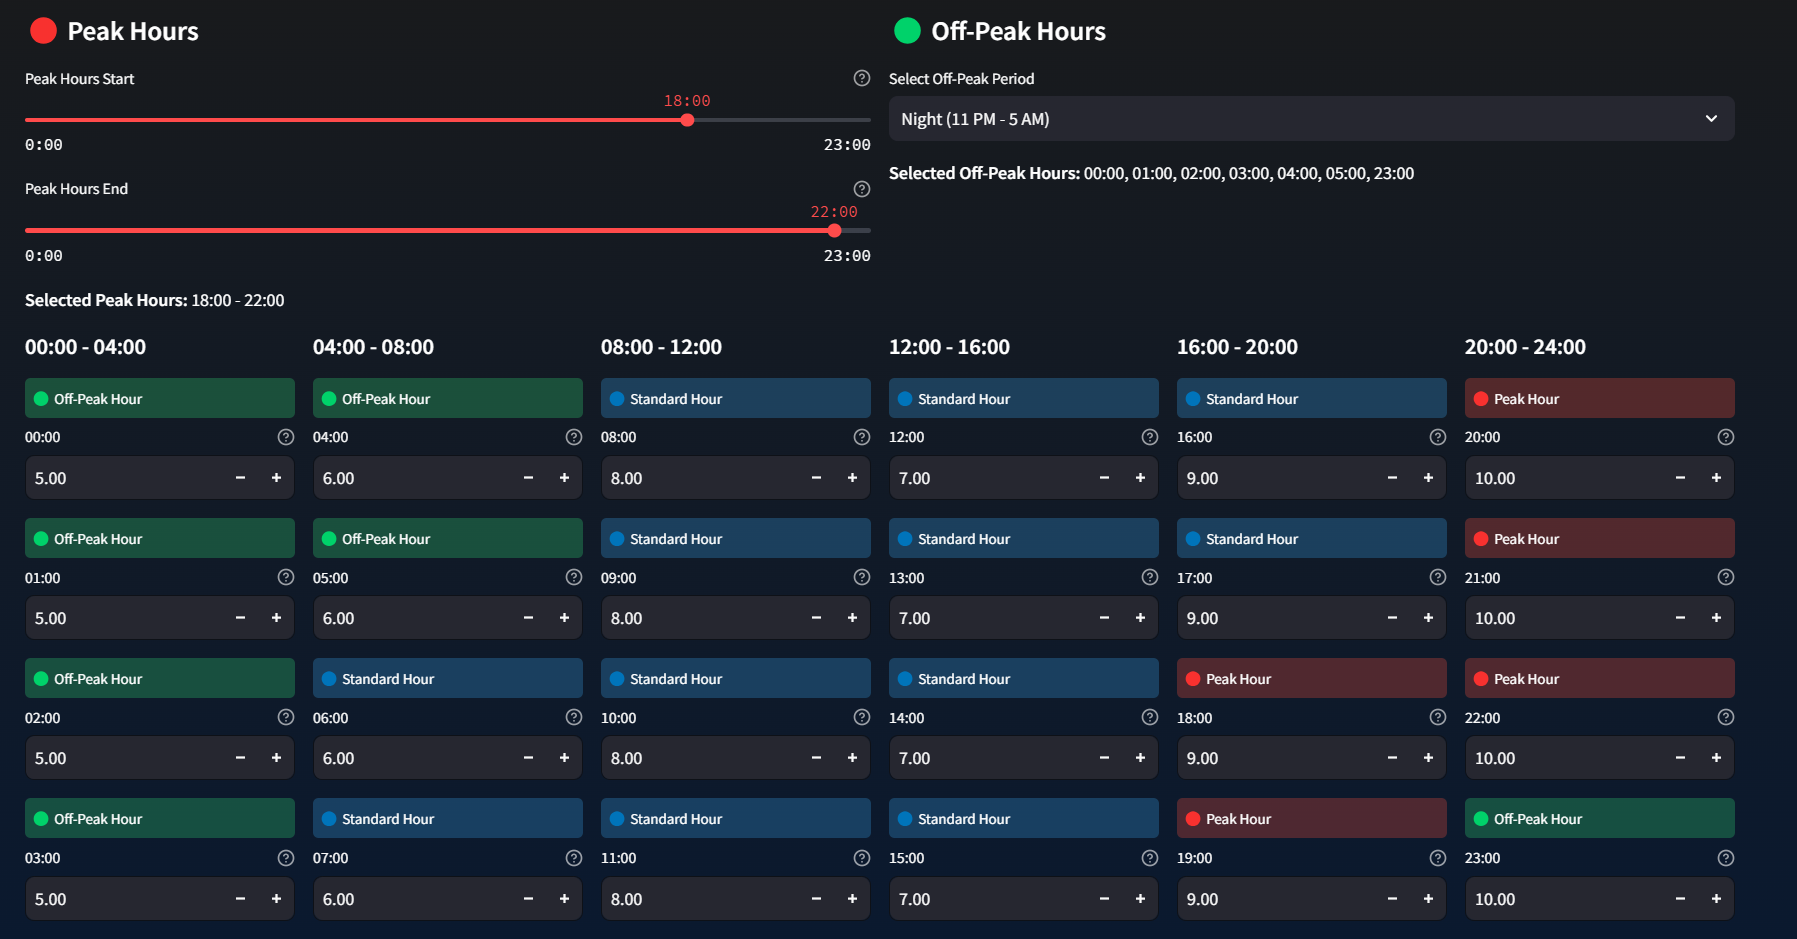 Peak Hours
Peak Hours Start
18:00
0:00 23:00
Peak Hours End
22:00
0:00 23:00
Selected Peak Hours: 18:00 - 22:00
Off-Peak Hours
Select Off-Peak Period
Night (11 PM - 5 AM)
Selected Off-Peak Hours: 00:00, 01:00, 02:00, 03:00, 04:00, 05:00, 23:00
00:00 - 04:00
Off-Peak Hour
00:00
5.00
Off-Peak Hour
01:00
5.00
Off-Peak Hour
02:00
5.00
Off-Peak Hour
03:00
5.00
04:00 - 08:00
Off-Peak Hour
04:00
6.00
Off-Peak Hour
05:00
6.00
Standard Hour
06:00
6.00
Standard Hour
07:00
6.00
08:00 - 12:00
Standard Hour
08:00
8.00
Standard Hour
09:00
8.00
Standard Hour
10:00
8.00
Standard Hour
11:00
8.00
12:00 - 16:00
Standard Hour
12:00
7.00
Standard Hour
13:00
7.00
Standard Hour
14:00
7.00
Standard Hour
15:00
7.00
16:00 - 20:00
Standard Hour
16:00
9.00
Standard Hour
17:00
9.00
Peak Hour
18:00
9.00
Peak Hour
19:00
9.00
20:00 - 24:00
Peak Hour
20:00
10.00
Peak Hour
21:00
10.00
Peak Hour
22:00
10.00
Off-Peak Hour
23:00
10.00